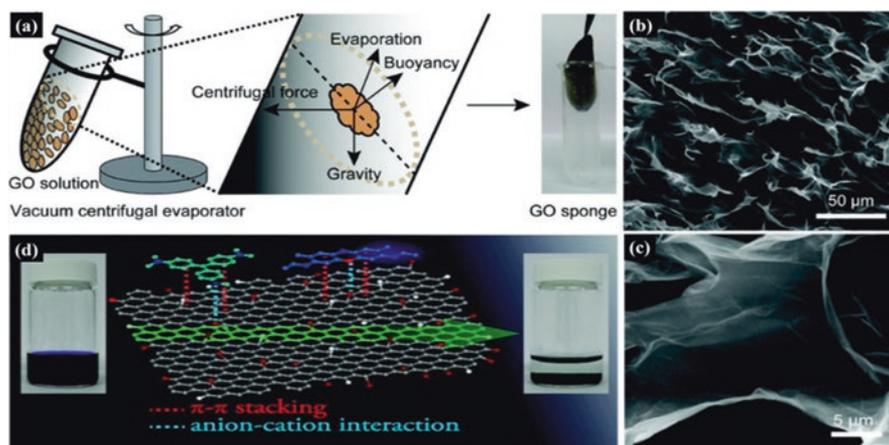 (a)
Evaporation
Buoyancy
Centrifugal force
Gravity
GO solution
Vacuum centrifugal evaporator
GO sponge
(b)
50 μm
(d)
π-π stacking
anion-cation interaction
(c)
5 μm